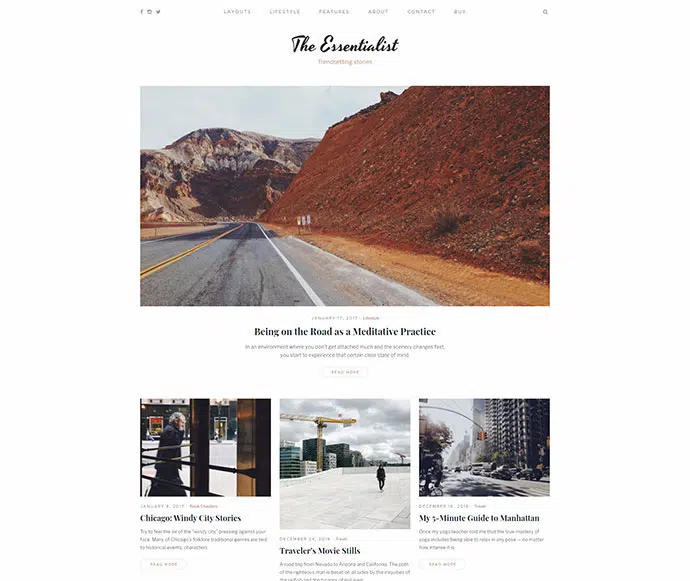 LAYOUTS LIFESTYLE FEATURES ABOUT CONTACT BUY
The Essentialist
Trendsetting stories
JANUARY 17, 2017 · Lifestyle
Being on the Road as a Meditative Practice
In an environment where you don't get attached much and the scenery changes fast,
you start to experience that certain clear state of mind.
READ MORE
JANUARY 8, 2017 · Book Chapters
Chicago: Windy City Stories
Try to feel the air of the "windy city" pressing against your
face. Many of Chicago's folklore traditional genres are tied
to historical events, characters
READ MORE
DECEMBER 24, 2016 · Travel
Traveler's Movie Stills
A road trip from Nevada to Arizona and California. The path
of the righteous man is beset on all sides by the iniquities of
the selfish and the tyranny of evil men.
DECEMBER 16, 2016 · Travel
My 5-Minute Guide to Manhattan
Once my yoga teacher told me that the true mastery of
yoga includes being able to relax in any pose — no matter
how intense it is.
READ MORE